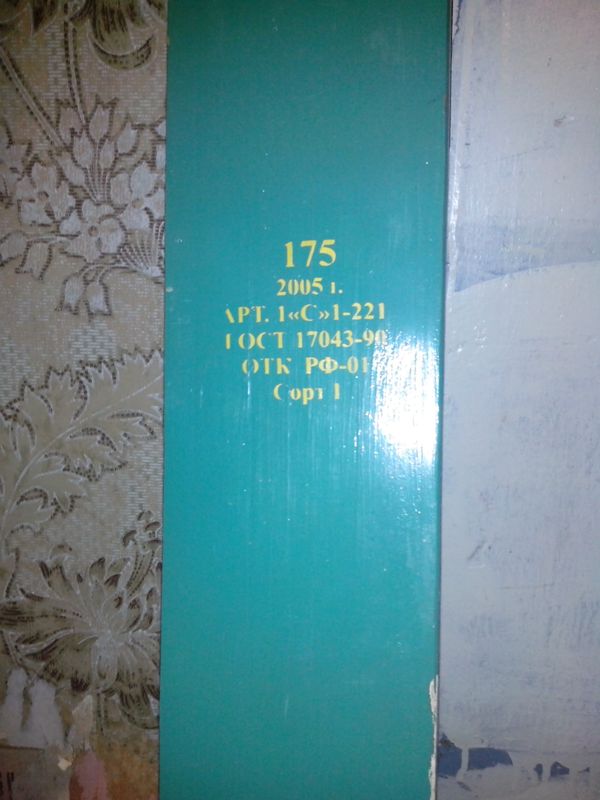 175
2005 г.
АРТ. 1«С»1-221
ГОСТ 17043-90
ОТК РФ-01
Сорт 1